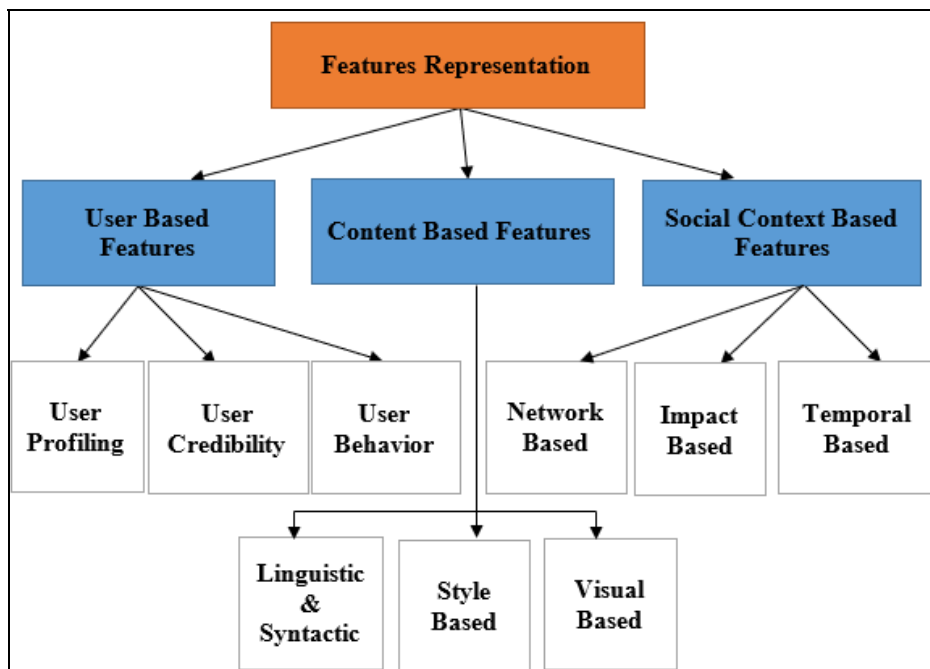 Features Representation
User Based
Features
Content Based Features
Social Context Based
Features
User
Profiling
User
Credibility
User
Behavior
Network
Based
Impact
Based
Temporal
Based
Linguistic
&
Syntactic
Style
Based
Visual
Based